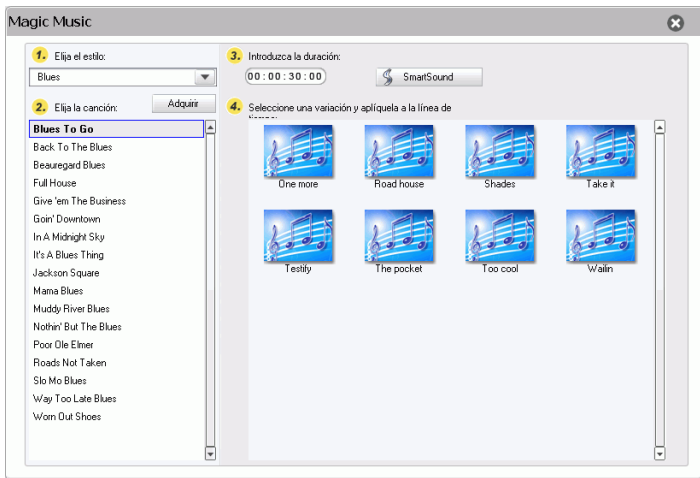 Magic Music
1. Elija el estilo:
Blues
2. Elija la canción:
Adquirir
Blues To Go
Back To The Blues
Beauregard Blues
Full House
Give 'em The Business
Goin' Downtown
In A Midnight Sky
It's A Blues Thing
Jackson Square
Mama Blues
Muddy River Blues
Nothin' But The Blues
Poor Ole Elmer
Roads Not Taken
Slo Mo Blues
Way Too Late Blues
Worn Out Shoes
3. Introduzca la duración:
00:00:30:00
SmartSound
4. Seleccione una variación y aplíquela a la línea de
One more
Road house
Shades
Take it
Testify
The pocket
Too cool
Wailin